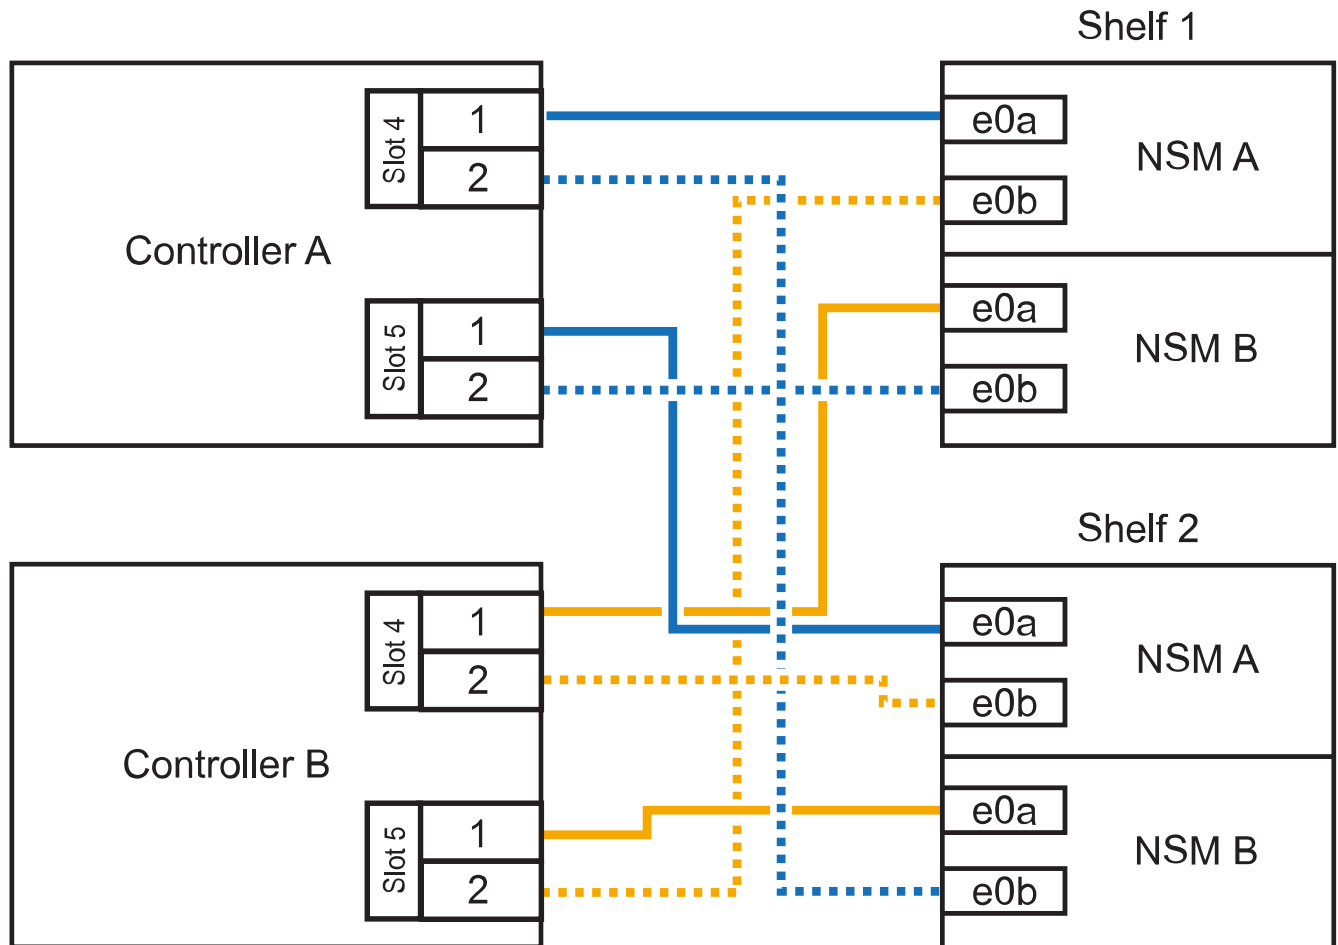 Shelf 1
Controller A
Slot 4
1
2
Slot 5
1
2
e0a
e0b
NSM A
e0a
e0b
NSM B
Shelf 2
Controller B
Slot 4
1
2
Slot 5
1
2
e0a
e0b
NSM A
e0a
e0b
NSM B